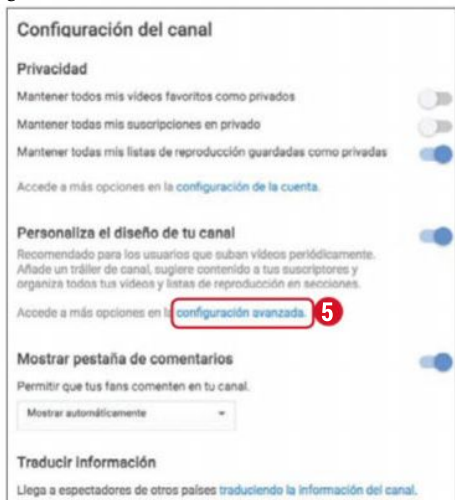 Configuración del canal
Privacidad
Mantener todos mis vídeos favoritos como privados
Mantener todas mis suscripciones en privado
Mantener todas mis listas de reproducción guardadas como privadas
Accede a más opciones en la configuración de la cuenta.
Personaliza el diseño de tu canal
Recomendado para los usuarios que suban vídeos periódicamente.
Añade un tráiler de canal, sugiere contenido a tus suscriptores y
organiza todos tus vídeos y listas de reproducción en secciones.
Accede a más opciones en la configuración avanzada. 5
Mostrar pestaña de comentarios
Permitir que tus fans comenten en tu canal.
Mostrar automáticamente
Traducir información
Llega a espectadores de otros países traduciendo la información del canal.